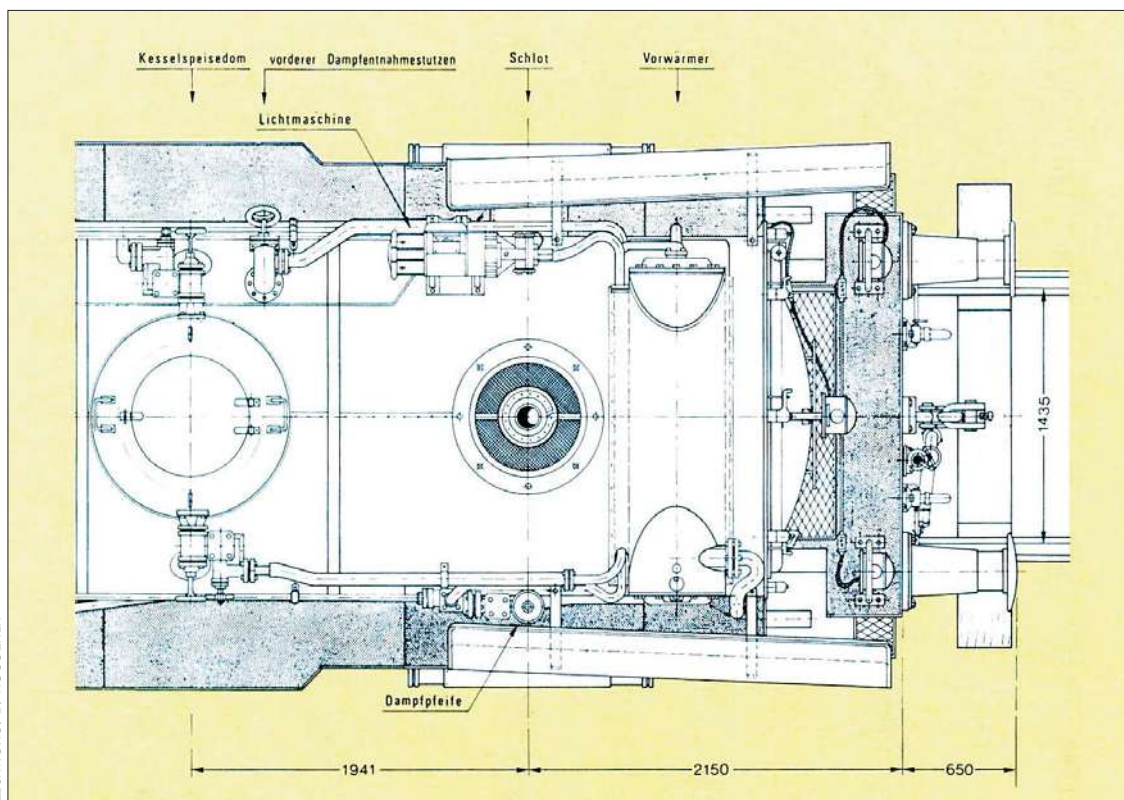 Kesselspeisedom
vorderer Dampfentnahmestutzen
Schlot
Vorwärmer
Lichtmaschine
1435
Dampfpfeife
1941
2150
650